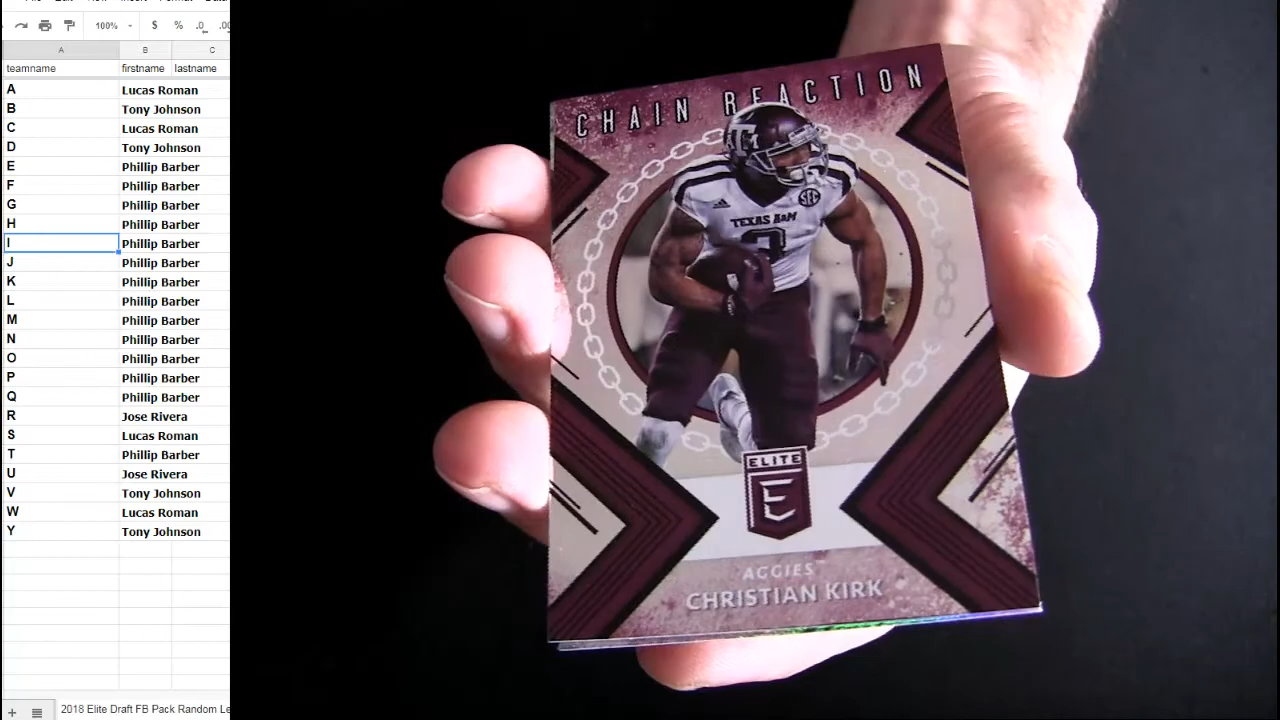 100%
$
%
.0
.00
A
B
C
teamname firstname lastname
A Lucas Roman
B Tony Johnson
C Lucas Roman
D Tony Johnson
E Phillip Barber
F Phillip Barber
G Phillip Barber
H Phillip Barber
I Phillip Barber
J Phillip Barber
K Phillip Barber
L Phillip Barber
M Phillip Barber
N Phillip Barber
O Phillip Barber
P Phillip Barber
Q Phillip Barber
R Jose Rivera
S Lucas Roman
T Phillip Barber
U Jose Rivera
V Tony Johnson
W Lucas Roman
Y Tony Johnson
2018 Elite Draft FB Pack Random Le
CHAIN REACTION
SEC
TEXAS A&M
3
ELITE
E
AGGIES
CHRISTIAN KIRK